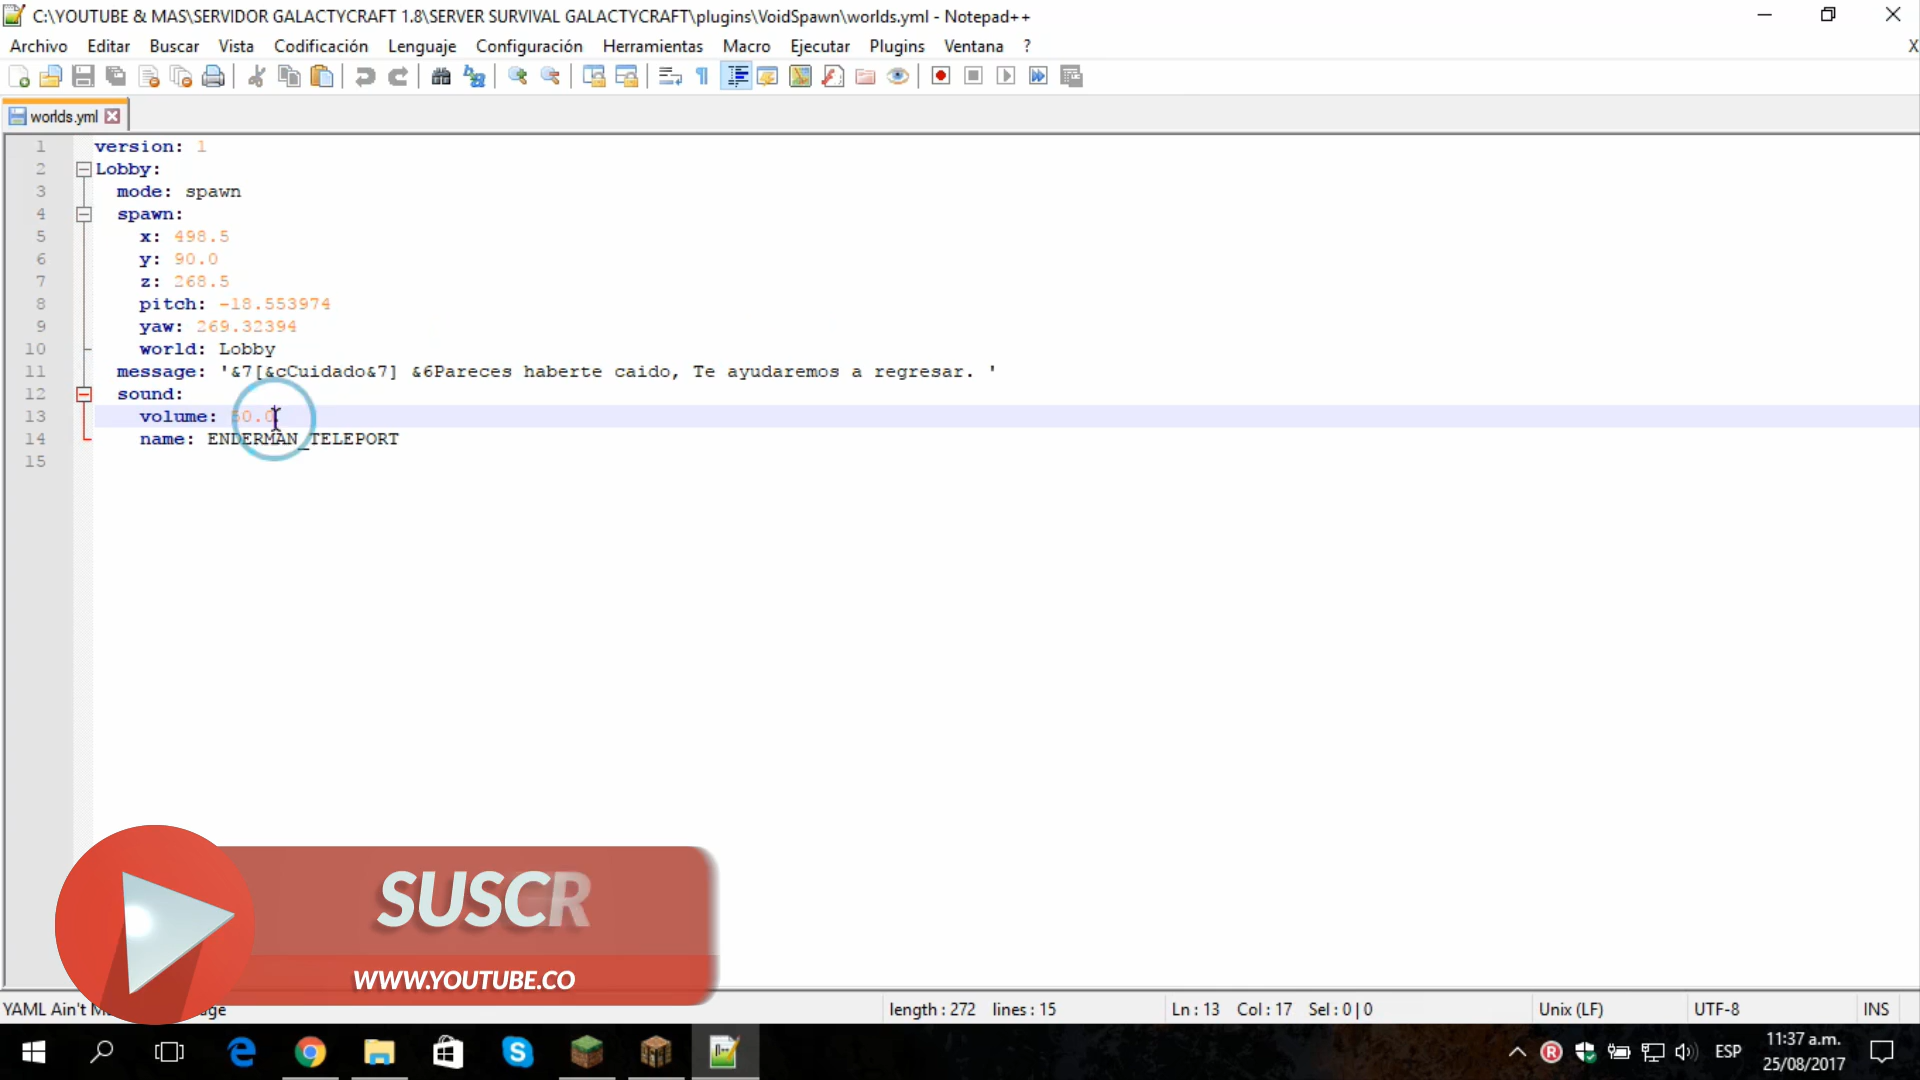 C:\YOUTUBE & MAS\SERVIDOR GALACTYCRAFT 1.8\SERVER SURVIVAL GALACTYCRAFT\plugins\VoidSpawn\worlds.yml - Notepad++
Archivo Editar Buscar Vista Codificación Lenguaje Configuración Herramientas Macro Ejecutar Plugins Ventana ? X
worlds.yml
1 version: 1
2 Lobby:
3 mode: spawn
4 spawn:
5 x: 498.5
6 y: 90.0
7 z: 268.5
8 pitch: -18.553974
9 yaw: 269.32394
10 world: Lobby
11 message: '&7[&cCuidado&7] &6Pareces haberte caido, Te ayudaremos a regresar. '
12 sound:
13 volume: 50.0
14 name: ENDERMAN_TELEPORT
15
SUSCR
WWW.YOUTUBE.CO
YAML Ain't M ge length : 272 lines : 15 Ln : 13 Col : 17 Sel : 0 | 0 Unix (LF) UTF-8 INS
ESP 11:37 a.m.
25/08/2017